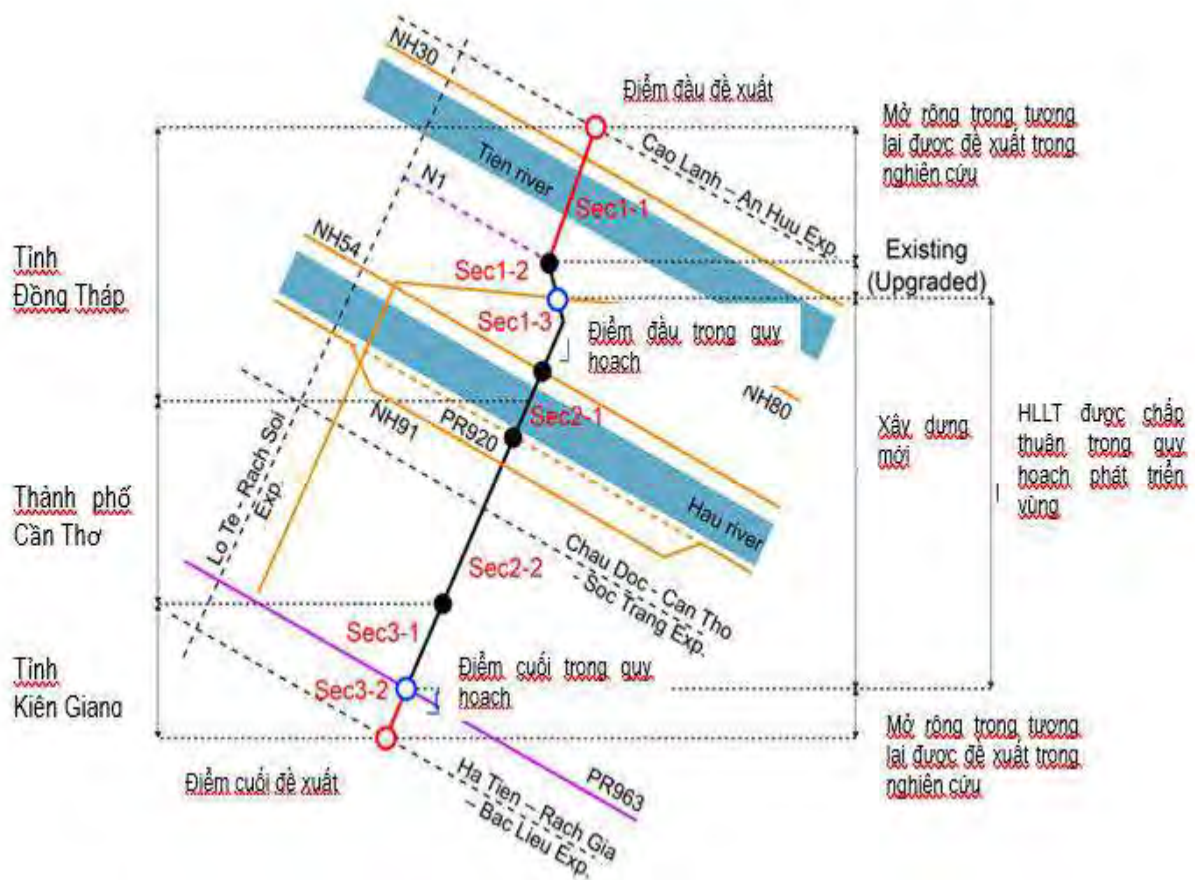 NH30
Điểm đầu đề xuất
Mở rộng trong tương
lai được đề xuất trong
nghiên cứu
Cao Lanh – An Huu Exp.
Tien river
N1
Sec1-1
NH54
Tỉnh
Đồng Tháp
Sec1-2
Existing
(Upgraded)
Sec1-3
Điểm đầu trong quy
hoạch
NH80
Sec2-1
PR920
NH91
Xây dựng
mới
HLLT được chấp
thuận trong quy
hoạch phát triển
vùng
Lo Te - Rach Soi
Exp.
Thành phố
Cần Thơ
Hau river
Chau Doc - Can Tho
- Soc Trang Exp.
Sec2-2
Sec3-1
Tỉnh
Kiên Giang
Sec3-2
Điểm cuối trong quy
hoạch
Mở rộng trong tương
lai được đề xuất trong
nghiên cứu
Điểm cuối đề xuất
Ha Tien – Rach Gia
– Bac Lieu Exp.
PR963